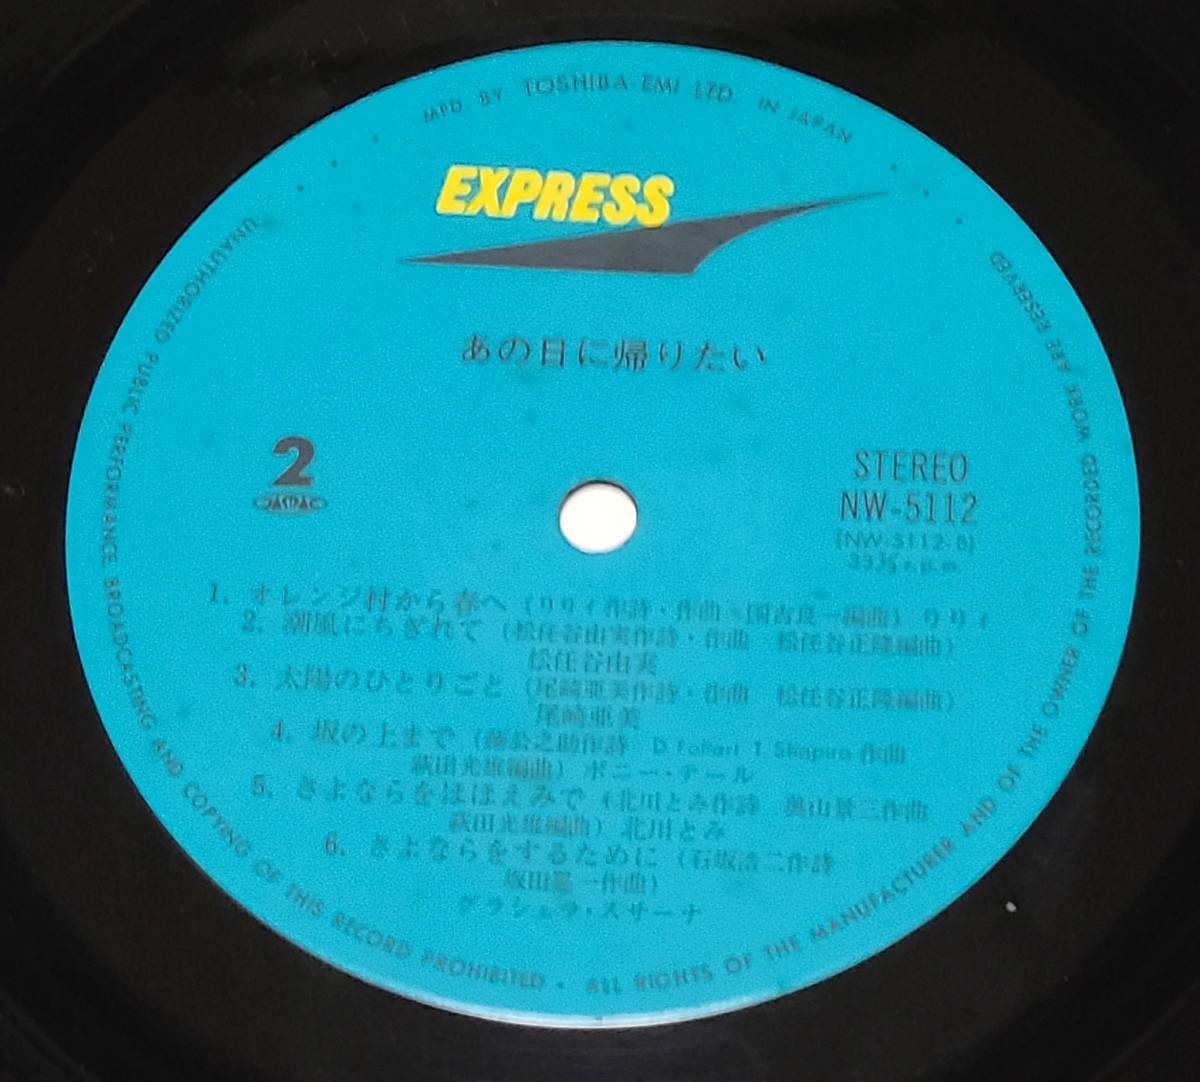 MFD. BY TOSHIBA-EMI LTD. IN JAPAN
EXPRESS
あの日に帰りたい
2
JASRAC
STEREO
NW-5112
(NW-5112-B)
33⅓ r.p.m.
1. オレンジ村から春へ (りりィ作詩・作曲・国吉良一編曲) りりィ
2. 潮風にちぎれて (松任谷由実作詩・作曲 松任谷正隆編曲)
松任谷由実
3. 太陽のひとりごと (尾崎亜美作詩・作曲 松任谷正隆編曲)
尾崎亜美
4. 坂の上まで (藤公之助作詩 D. Foliart T Shapiro 作曲
萩田光雄編曲) ポニー・テール
5. さよならをほほえみで (北川とみ作詩 奥山景三作曲
萩田光雄編曲) 北川とみ
6. さよならをするために (石坂浩二作詩
坂田晃一作曲)
グラシェラ・スサーナ
UNAUTHORIZED PUBLIC PERFORMANCE, BROADCASTING AND COPYING OF THIS RECORD PROHIBITED • ALL RIGHTS OF THE MANUFACTURER AND OF THE OWNER OF THE RECORDED WORK ARE RESERVED